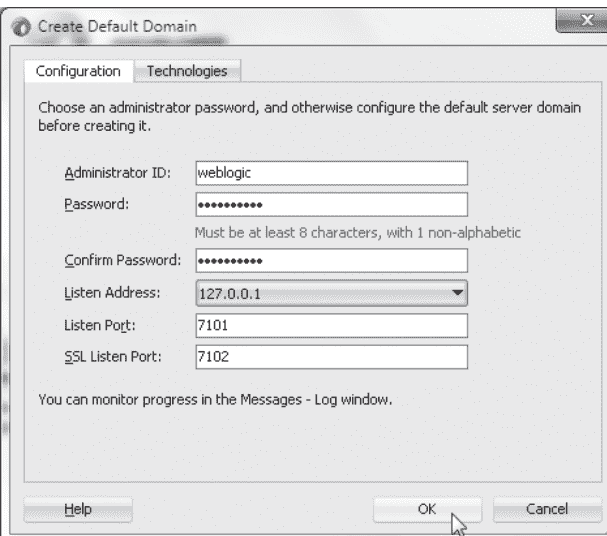 Create Default Domain
Configuration Technologies
Choose an administrator password, and otherwise configure the default server domain
before creating it.
Administrator ID: weblogic
Password: ••••••••••
Must be at least 8 characters, with 1 non-alphabetic
Confirm Password: ••••••••••
Listen Address: 127.0.0.1
Listen Port: 7101
SSL Listen Port: 7102
You can monitor progress in the Messages - Log window.
Help OK Cancel